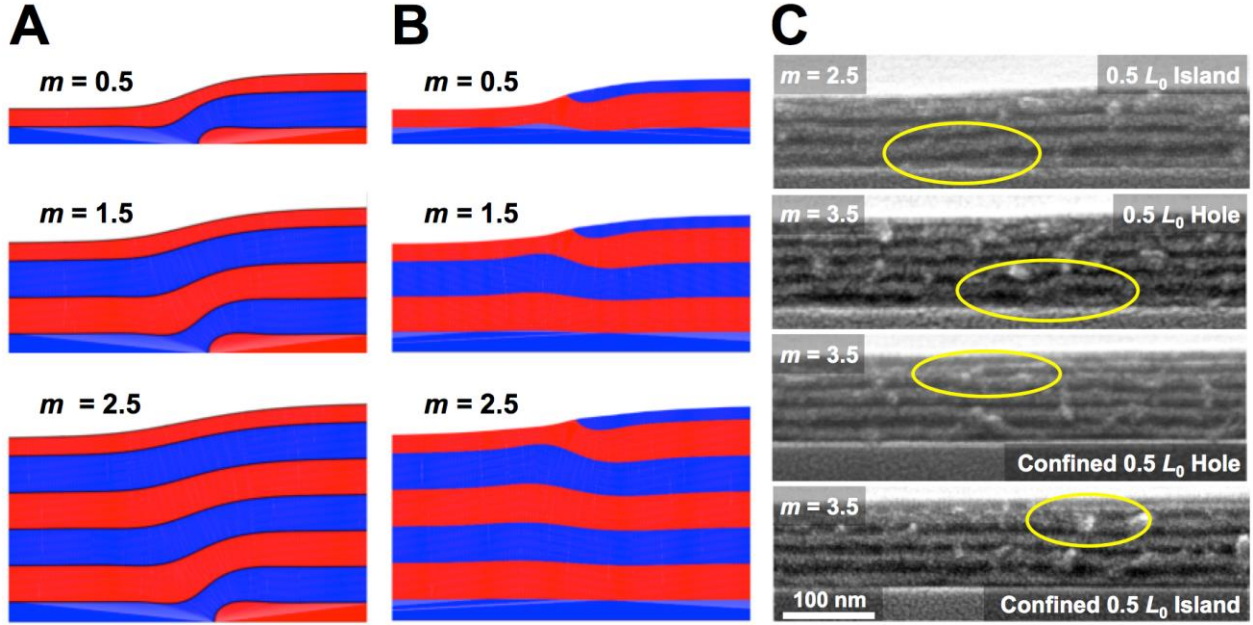 A
m = 0.5
m = 1.5
m = 2.5
B
m = 0.5
m = 1.5
m = 2.5
C
m = 2.5
0.5 L₀ Island
m = 3.5
0.5 L₀ Hole
m = 3.5
Confined 0.5 L₀ Hole
m = 3.5
100 nm
Confined 0.5 L₀ Island